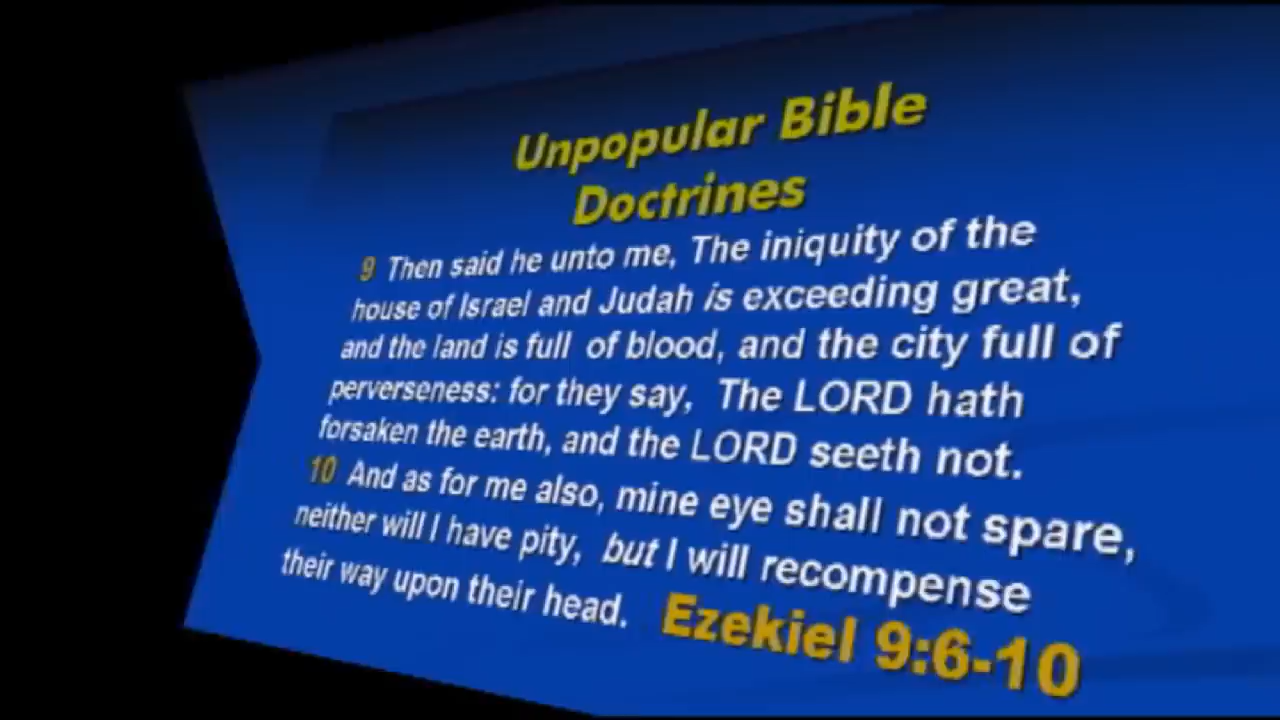 Unpopular Bible
Doctrines
9 Then said he unto me, The iniquity of the
house of Israel and Judah is exceeding great,
and the land is full of blood, and the city full of
perverseness: for they say, The LORD hath
forsaken the earth, and the LORD seeth not.
10 And as for me also, mine eye shall not spare,
neither will I have pity, but I will recompense
their way upon their head. Ezekiel 9:6-10